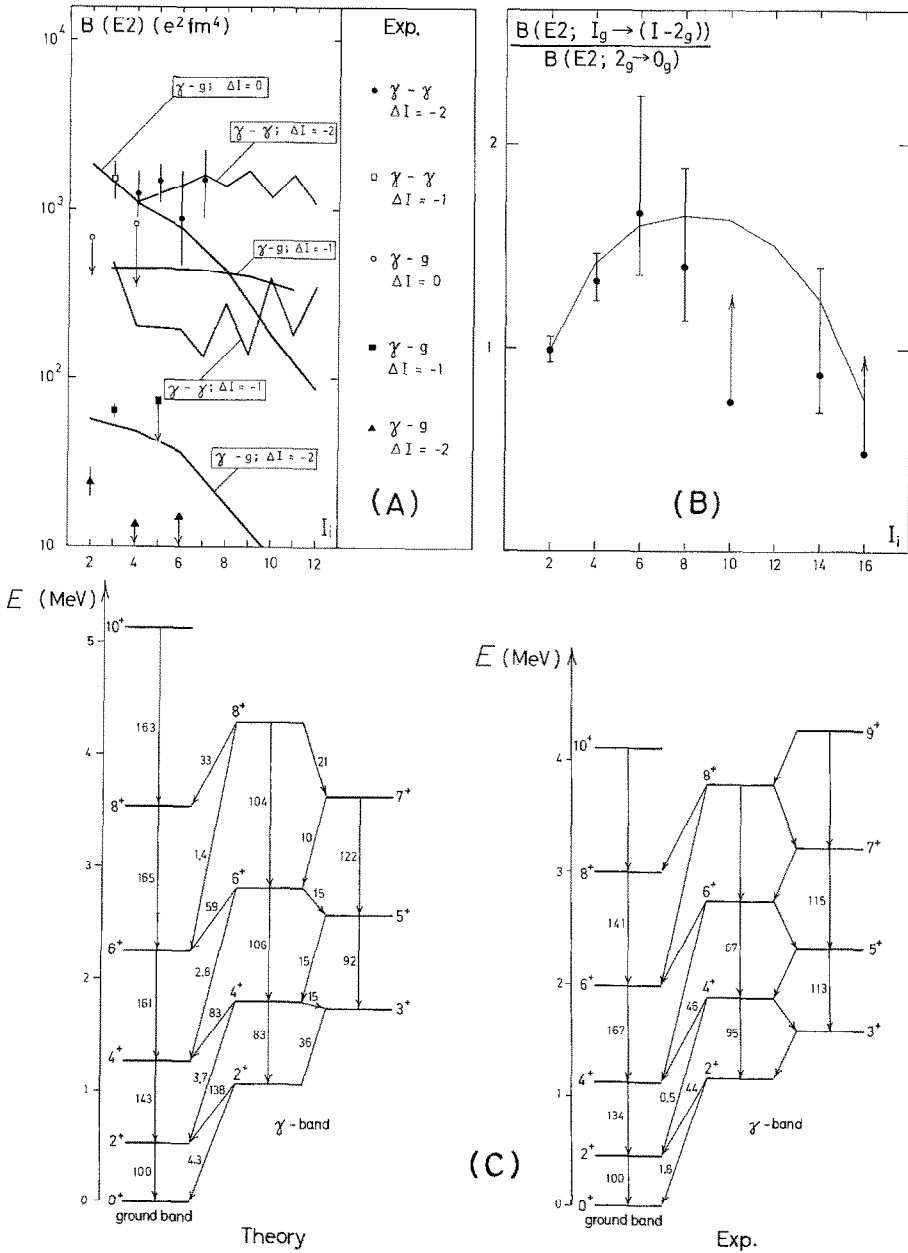 B (E2) (e²fm⁴)
Exp.
10⁴
10³
10²
10
γ - g; ΔI = 0
γ - γ; ΔI = -2
γ-g; ΔI = -1
γ - γ; ΔI = -1
γ - g; ΔI = -2
γ - γ
ΔI = -2
γ - γ
ΔI = -1
γ - g
ΔI = 0
γ - g
ΔI = -1
γ - g
ΔI = -2
(A)
Iᵢ
2 4 6 8 10 12
B(E2; I_g → (I-2_g))
B(E2; 2_g → 0_g)
2
1
(B)
Iᵢ
2 4 6 8 10 12 14 16
E (MeV)
5
4
3
2
1
0
10⁺
8⁺
6⁺
4⁺
2⁺
0⁺
163
165
161
143
100
8⁺
6⁺
4⁺
2⁺
33
1,4
59
2.8
83
3,7
138
4.3
104
106
83
21
10
15
15
15
36
7⁺
5⁺
3⁺
122
92
γ - band
ground band
Theory
(C)
E (MeV)
4
3
2
1
0
10⁺
8⁺
6⁺
4⁺
2⁺
0⁺
141
167
134
100
8⁺
6⁺
4⁺
2⁺
46
0,5
44
1.8
67
95
9⁺
7⁺
5⁺
3⁺
115
113
γ - band
ground band
Exp.